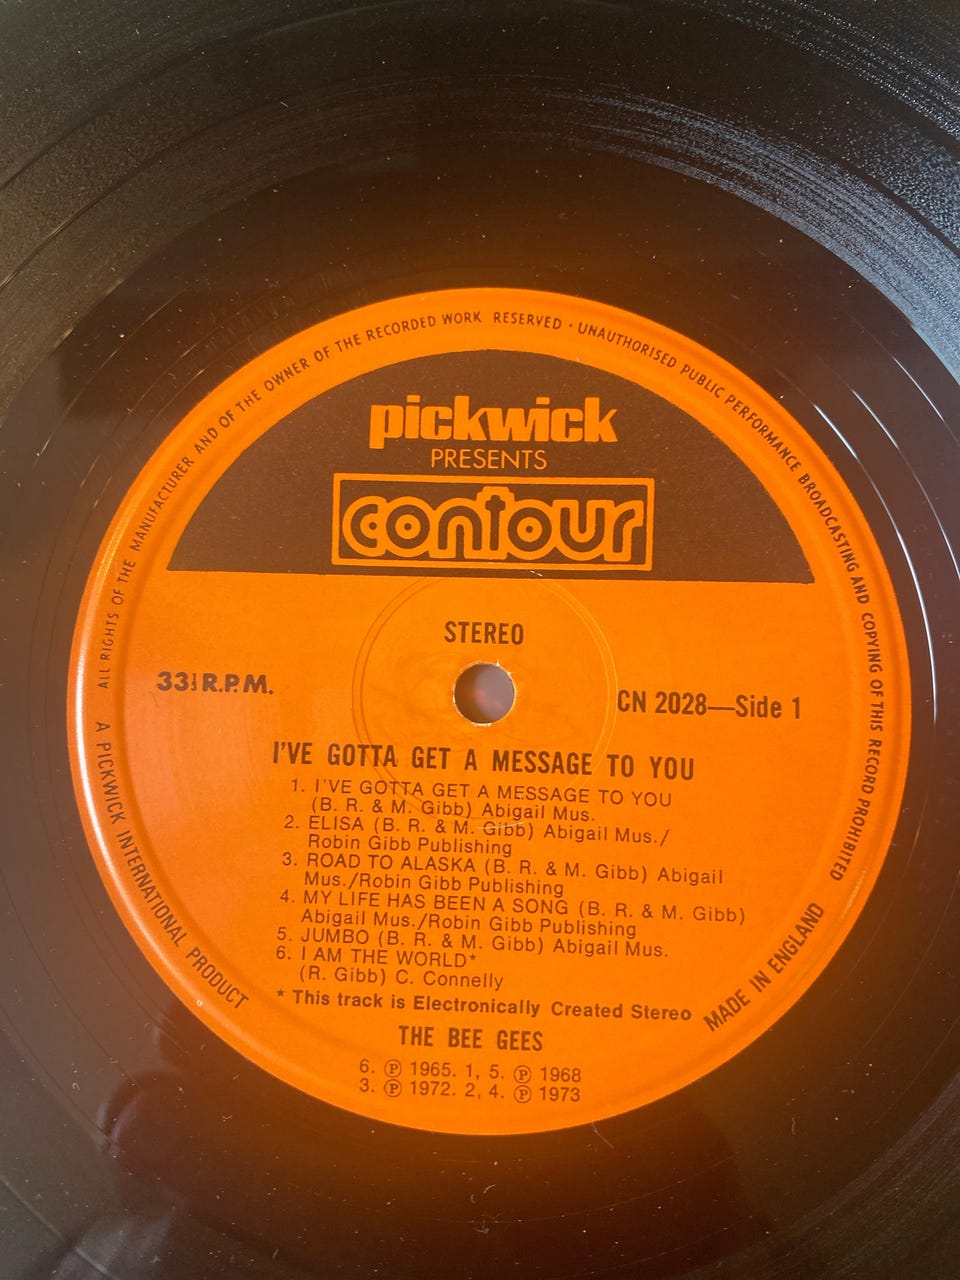 ALL RIGHTS OF THE MANUFACTURER AND OF THE OWNER OF THE RECORDED WORK RESERVED · UNAUTHORISED PUBLIC PERFORMANCE BROADCASTING AND COPYING OF THIS RECORD PROHIBITED
pickwick
PRESENTS
contour
STEREO
33⅓ R.P.M.
CN 2028—Side 1
I'VE GOTTA GET A MESSAGE TO YOU
1. I'VE GOTTA GET A MESSAGE TO YOU
(B. R. & M. Gibb) Abigail Mus.
2. ELISA (B. R. & M. Gibb) Abigail Mus./
Robin Gibb Publishing
3. ROAD TO ALASKA (B. R. & M. Gibb) Abigail
Mus./Robin Gibb Publishing
4. MY LIFE HAS BEEN A SONG (B. R. & M. Gibb)
Abigail Mus./Robin Gibb Publishing
5. JUMBO (B. R. & M. Gibb) Abigail Mus.
6. I AM THE WORLD*
(R. Gibb) C. Connelly
* This track is Electronically Created Stereo
THE BEE GEES
6. ℗ 1965. 1, 5. ℗ 1968
3. ℗ 1972. 2, 4. ℗ 1973
A PICKWICK INTERNATIONAL PRODUCT
MADE IN ENGLAND